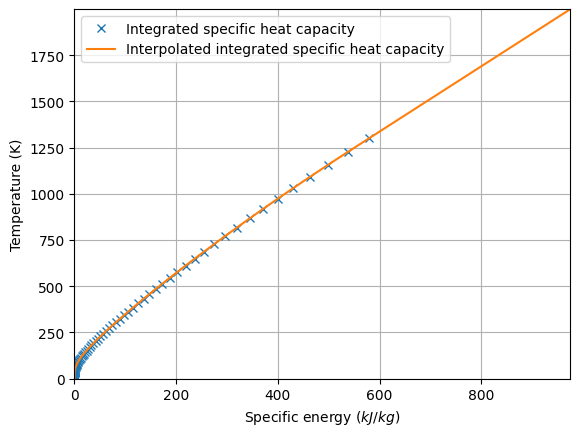 Integrated specific heat capacity
Interpolated integrated specific heat capacity
Temperature (K)
1750
1500
1250
1000
750
500
250
0
0 200 400 600 800
Specific energy (kJ/kg)